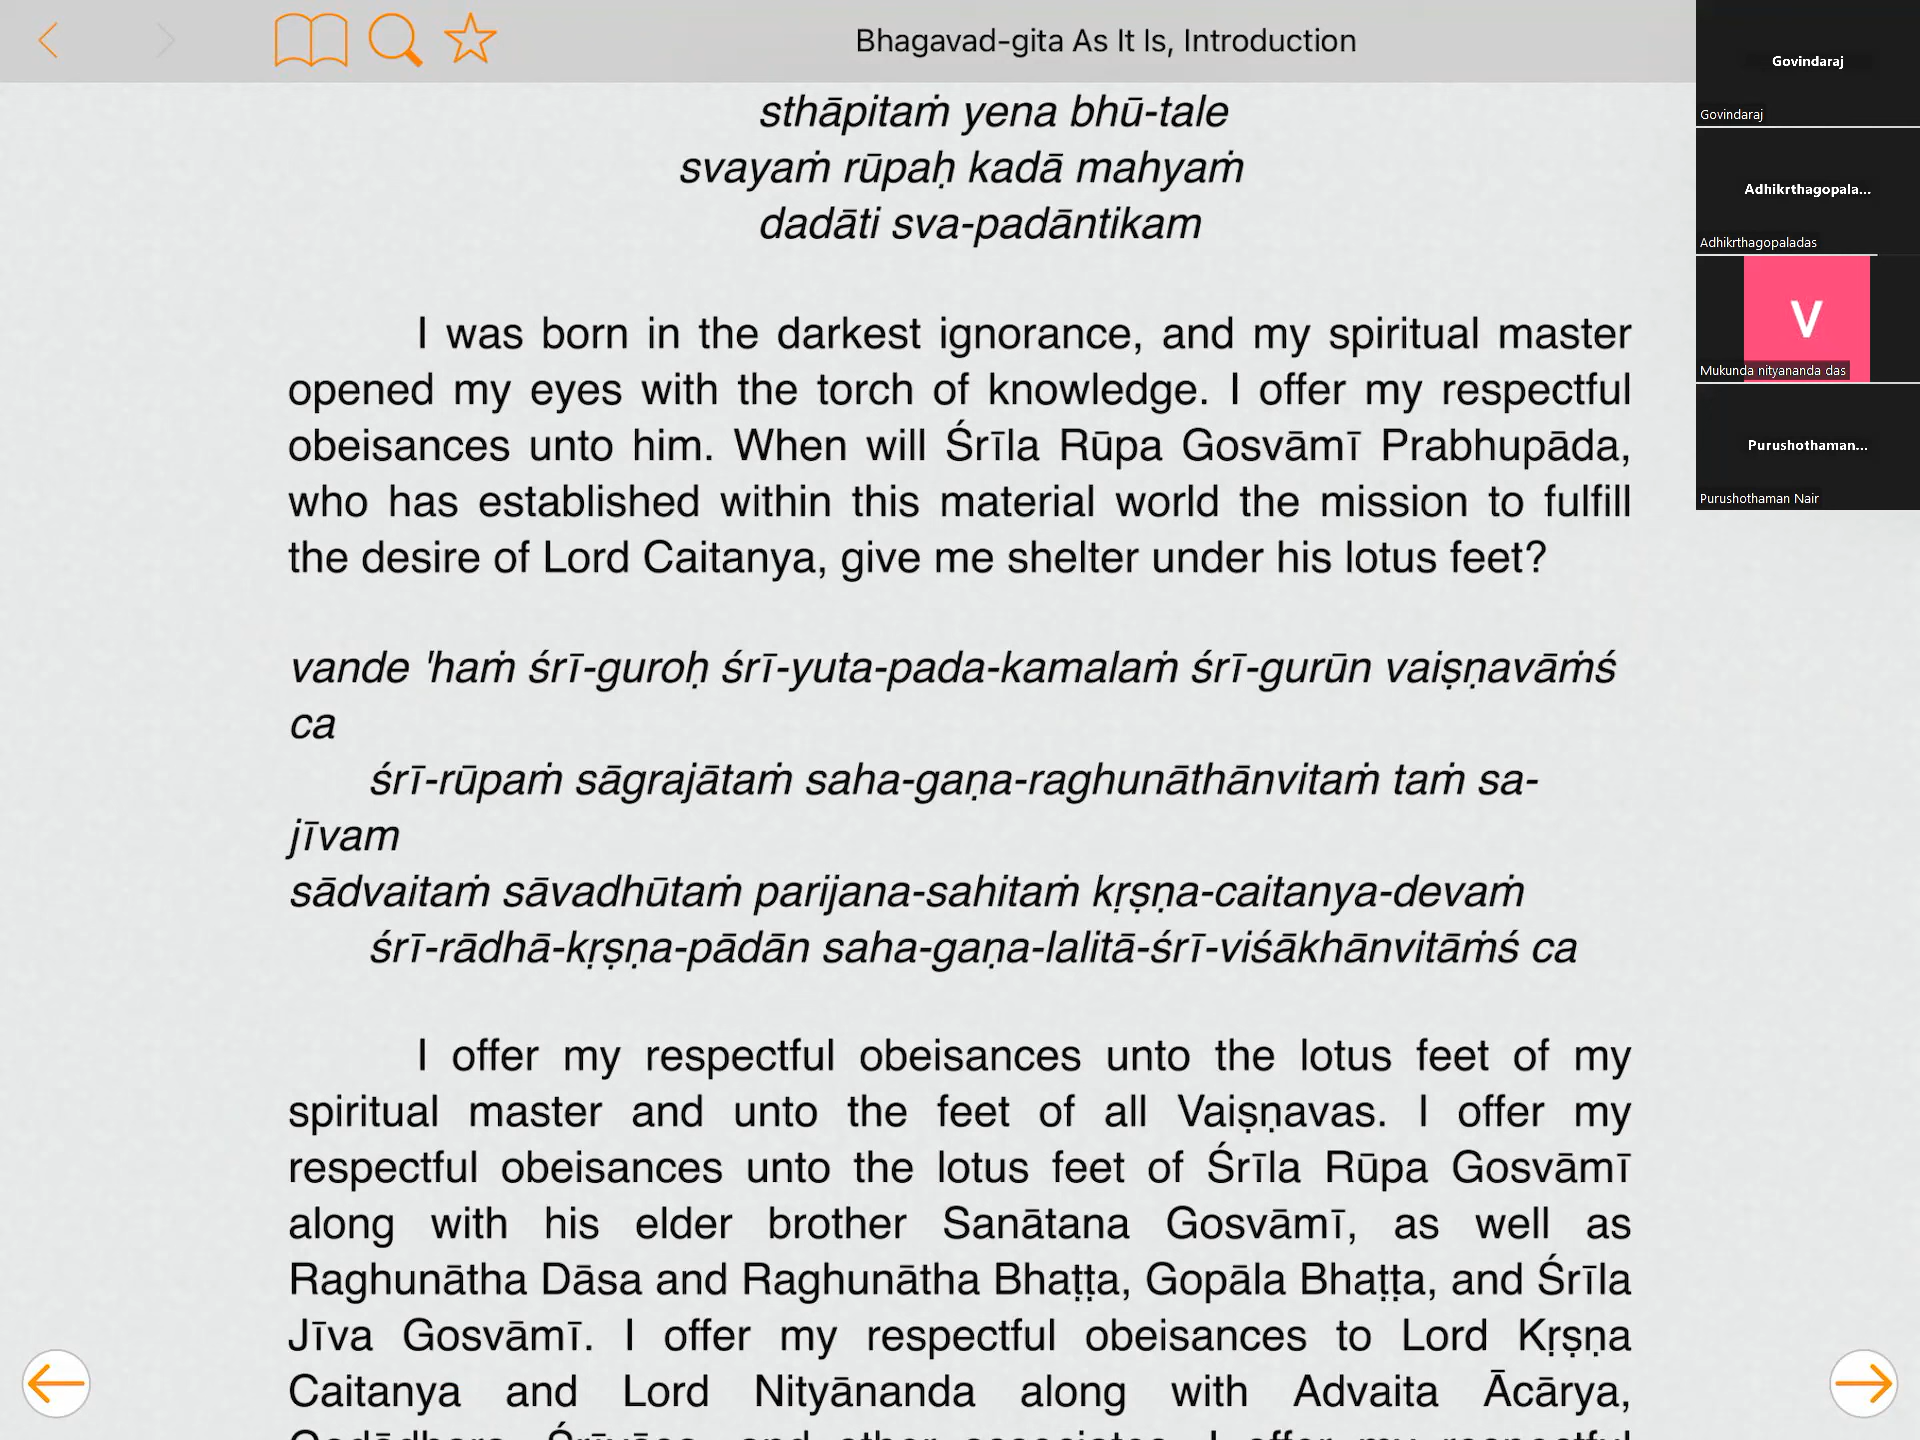 Bhagavad-gita As It Is, Introduction
sthāpitaṁ yena bhū-tale
svayaṁ rūpaḥ kadā mahyaṁ
dadāti sva-padāntikam
I was born in the darkest ignorance, and my spiritual master
opened my eyes with the torch of knowledge. I offer my respectful
obeisances unto him. When will Śrīla Rūpa Gosvāmī Prabhupāda,
who has established within this material world the mission to fulfill
the desire of Lord Caitanya, give me shelter under his lotus feet?
vande 'haṁ śrī-guroḥ śrī-yuta-pada-kamalaṁ śrī-gurūn vaiṣṇavāṁś
ca
śrī-rūpaṁ sāgrajātaṁ saha-gaṇa-raghunāthānvitaṁ taṁ sa-
jīvam
sādvaitaṁ sāvadhūtaṁ parijana-sahitaṁ kṛṣṇa-caitanya-devaṁ
śrī-rādhā-kṛṣṇa-pādān saha-gaṇa-lalitā-śrī-viśākhānvitāṁś ca
I offer my respectful obeisances unto the lotus feet of my
spiritual master and unto the feet of all Vaiṣṇavas. I offer my
respectful obeisances unto the lotus feet of Śrīla Rūpa Gosvāmī
along with his elder brother Sanātana Gosvāmī, as well as
Raghunātha Dāsa and Raghunātha Bhaṭṭa, Gopāla Bhaṭṭa, and Śrīla
Jīva Gosvāmī. I offer my respectful obeisances to Lord Kṛṣṇa
Caitanya and Lord Nityānanda along with Advaita Ācārya,
Gadādhara, Śrīvāsa, and other associates. I offer my respectful
Govindaraj
Govindaraj
Adhikrthagopala...
Adhikrthagopaladas
V
Mukunda nityananda das
Purushothaman...
Purushothaman Nair